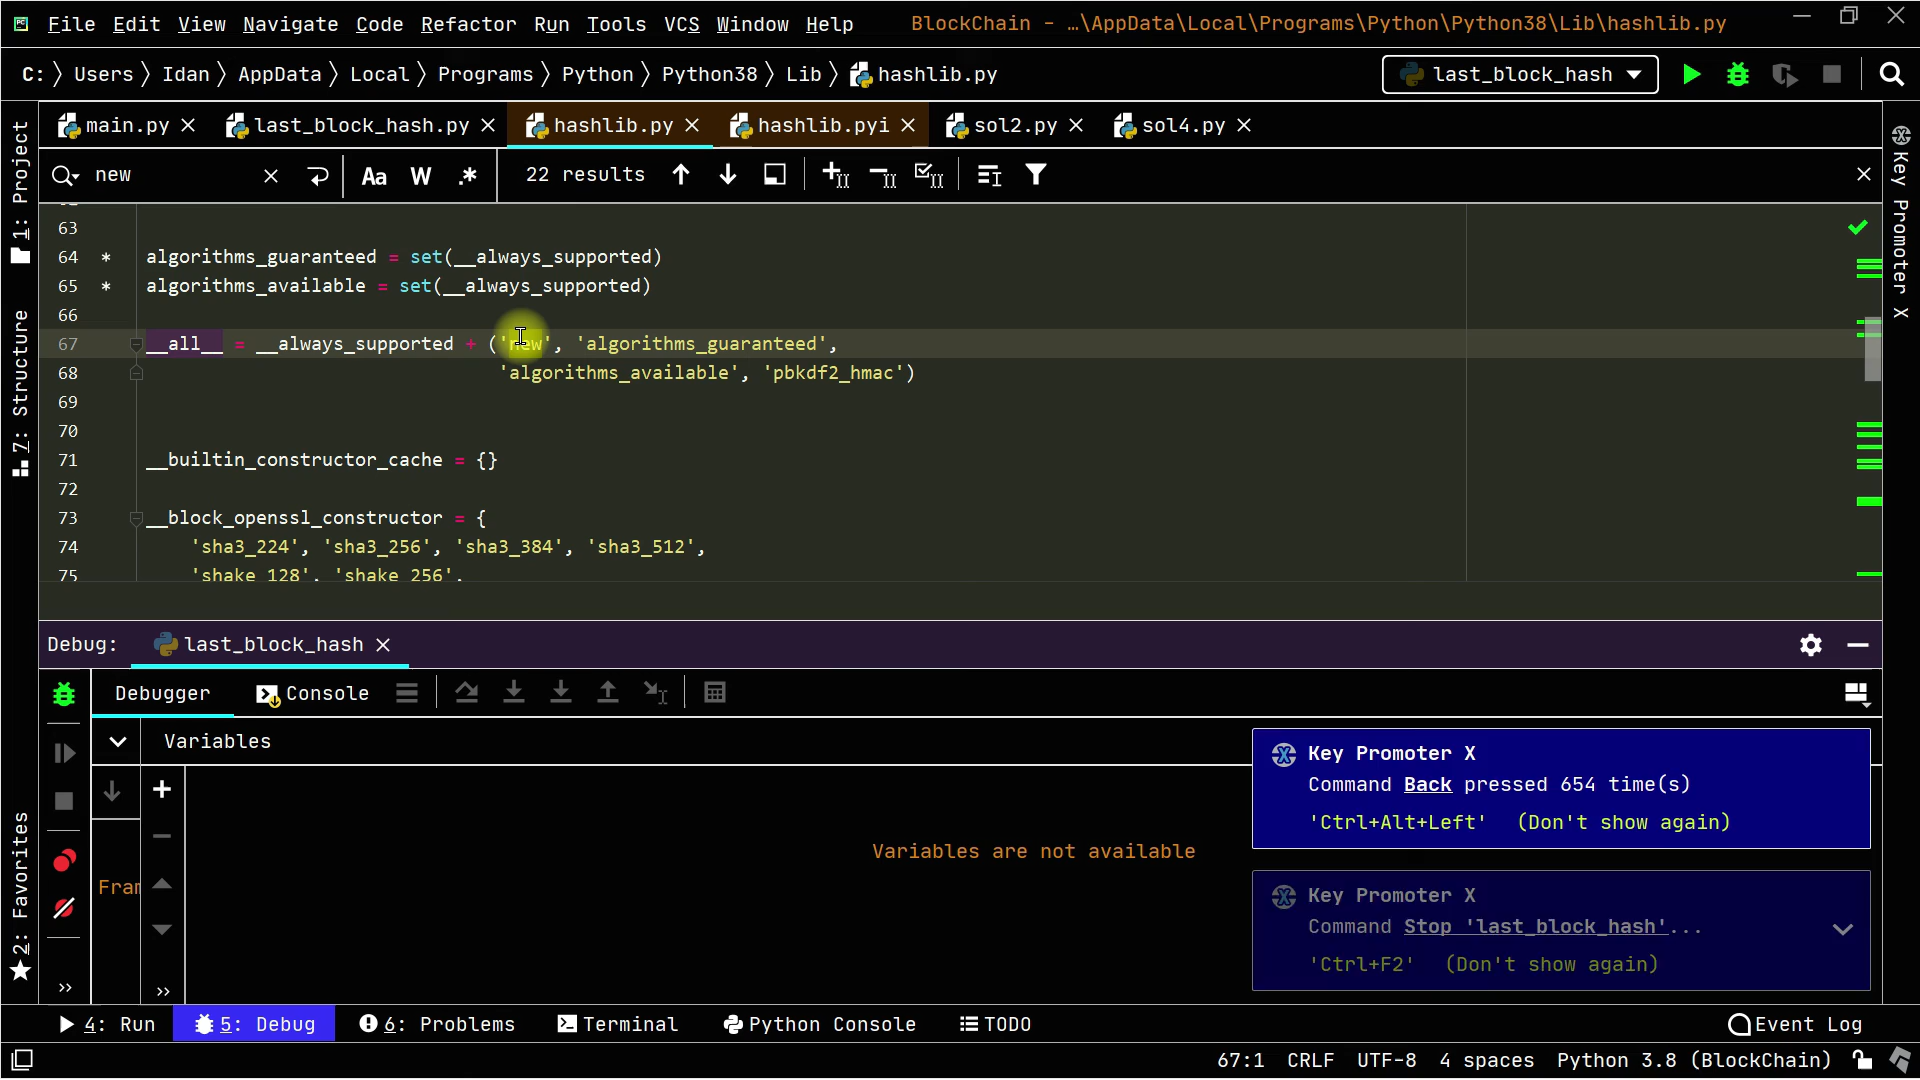 File Edit View Navigate Code Refactor Run Tools VCS Window Help BlockChain - …\AppData\Local\Programs\Python\Python38\Lib\hashlib.py
C: Users Idan AppData Local Programs Python Python38 Lib hashlib.py last_block_hash
main.py last_block_hash.py hashlib.py hashlib.pyi sol2.py sol4.py
new Aa W .* 22 results
63
64 * algorithms_guaranteed = set(__always_supported)
65 * algorithms_available = set(__always_supported)
66
67 __all__ = __always_supported + ('new', 'algorithms_guaranteed',
68 'algorithms_available', 'pbkdf2_hmac')
69
70
71 __builtin_constructor_cache = {}
72
73 __block_openssl_constructor = {
74 'sha3_224', 'sha3_256', 'sha3_384', 'sha3_512',
75 'shake_128', 'shake_256',
1: Project
7: Structure
2: Favorites
Key Promoter X
Debug: last_block_hash
Debugger Console
Variables
Fram
Variables are not available
Key Promoter X
Command Back pressed 654 time(s)
'Ctrl+Alt+Left' (Don't show again)
Key Promoter X
Command Stop 'last_block_hash'...
'Ctrl+F2' (Don't show again)
4: Run 5: Debug 6: Problems Terminal Python Console TODO Event Log
67:1 CRLF UTF-8 4 spaces Python 3.8 (BlockChain)